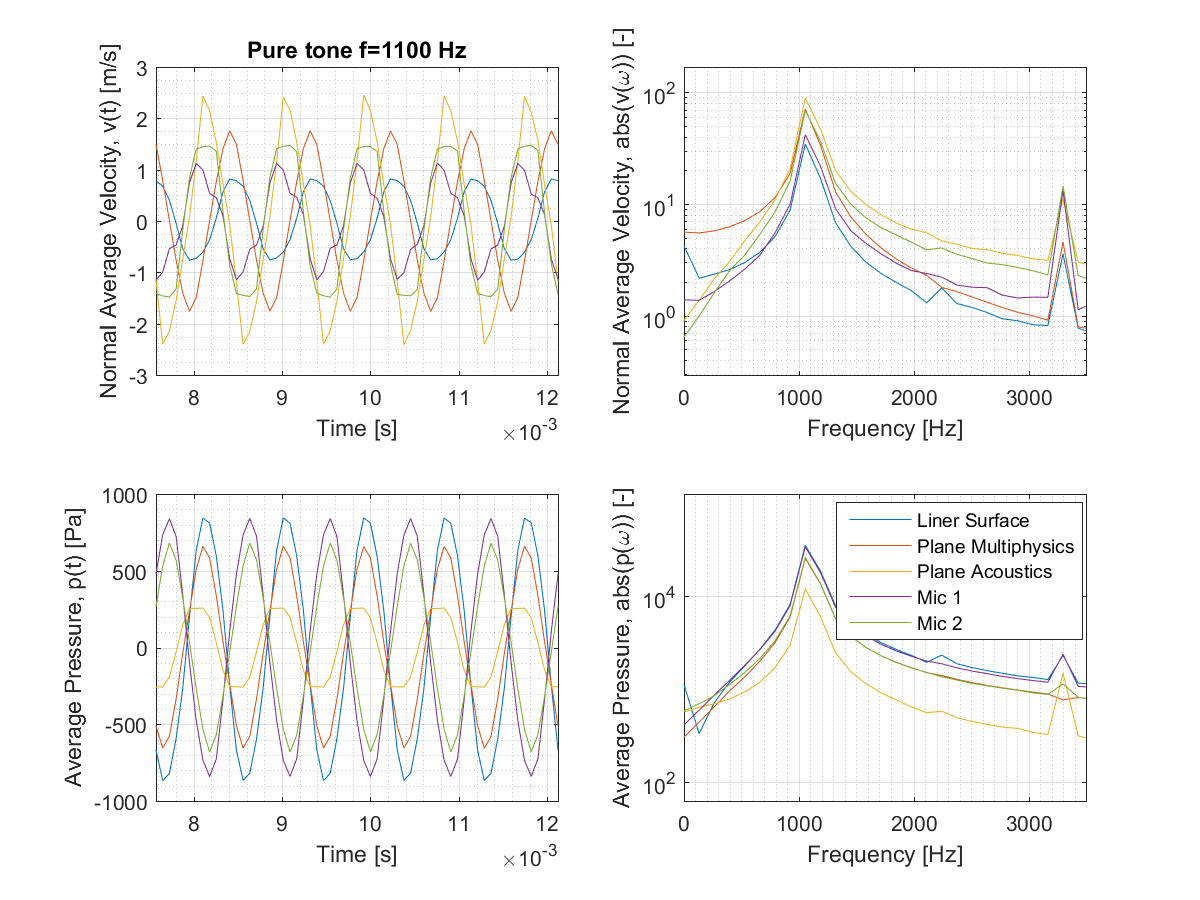 Pure tone f=1100 Hz
Normal Average Velocity, v(t) [m/s]
3
2
1
0
-1
-2
-3
8
9
10
11
12
Time [s]
×10-3
Normal Average Velocity, abs(v(ω)) [-]
102
101
100
0
1000
2000
3000
Frequency [Hz]
Average Pressure, p(t) [Pa]
1000
500
0
-500
-1000
8
9
10
11
12
Time [s]
×10-3
Average Pressure, abs(p(ω)) [-]
104
102
Liner Surface
Plane Multiphysics
Plane Acoustics
Mic 1
Mic 2
0
1000
2000
3000
Frequency [Hz]